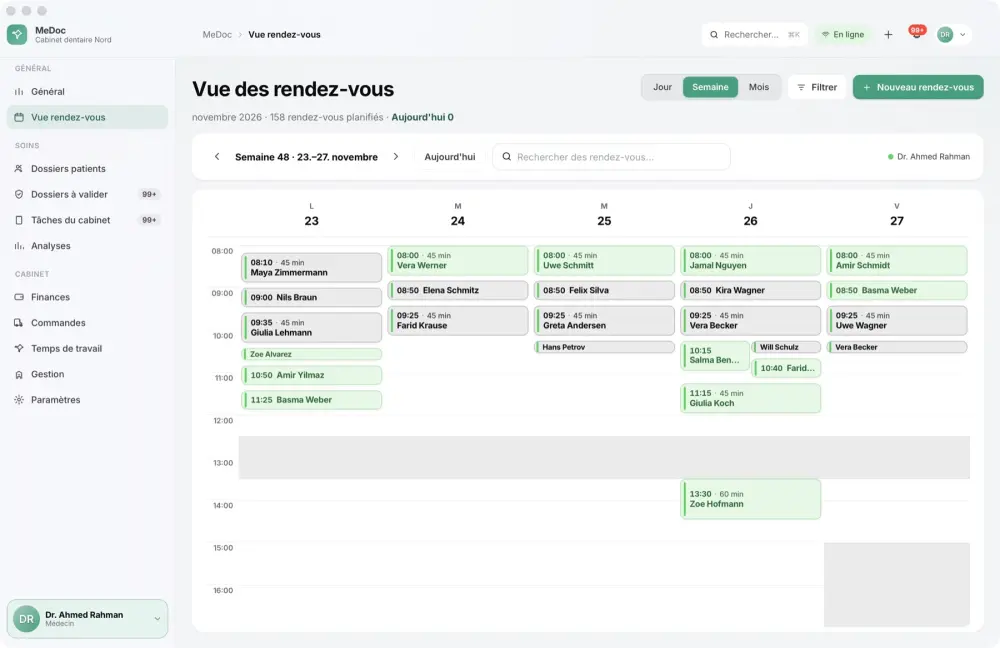 MeDoc
Cabinet dentaire Nord
MeDoc › Vue rendez-vous
Rechercher... ⌘K
En ligne
99+
DR
GÉNÉRAL
Général
Vue rendez-vous
SOINS
Dossiers patients
Dossiers à valider 99+
Tâches du cabinet 99+
Analyses
CABINET
Finances
Commandes
Temps de travail
Gestion
Paramètres
DR
Dr. Ahmed Rahman
Médecin
Vue des rendez-vous
novembre 2026 · 158 rendez-vous planifiés · Aujourd'hui 0
Jour Semaine Mois
Filtrer
+ Nouveau rendez-vous
Semaine 48 · 23.–27. novembre
Aujourd'hui
Rechercher des rendez-vous...
Dr. Ahmed Rahman
L M M J V
23 24 25 26 27
08:00
09:00
10:00
11:00
12:00
13:00
14:00
15:00
16:00
08:10 · 45 min
Maya Zimmermann
09:00 Nils Braun
09:35 · 45 min
Giulia Lehmann
Zoe Alvarez
10:50 Amir Yilmaz
11:25 Basma Weber
08:00 · 45 min
Vera Werner
08:50 Elena Schmitz
09:25 · 45 min
Farid Krause
08:00 · 45 min
Uwe Schmitt
08:50 Felix Silva
09:25 · 45 min
Greta Andersen
Hans Petrov
08:00 · 45 min
Jamal Nguyen
08:50 Kira Wagner
09:25 · 45 min
Vera Becker
10:15
Salma Ben...
Will Schulz
10:40 Farid...
11:15 · 45 min
Giulia Koch
13:30 · 60 min
Zoe Hofmann
08:00 · 45 min
Amir Schmidt
08:50 Basma Weber
09:25 · 45 min
Uwe Wagner
Vera Becker